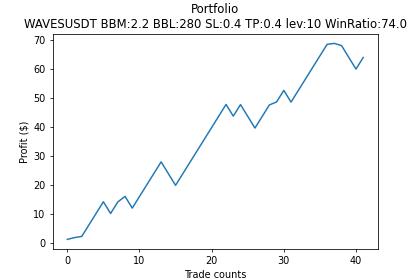 Portfolio
WAVESUSDT BBM:2.2 BBL:280 SL:0.4 TP:0.4 lev:10 WinRatio:74.0
70
60
50
40
30
20
10
0
Profit ($)
0 10 20 30 40
Trade counts